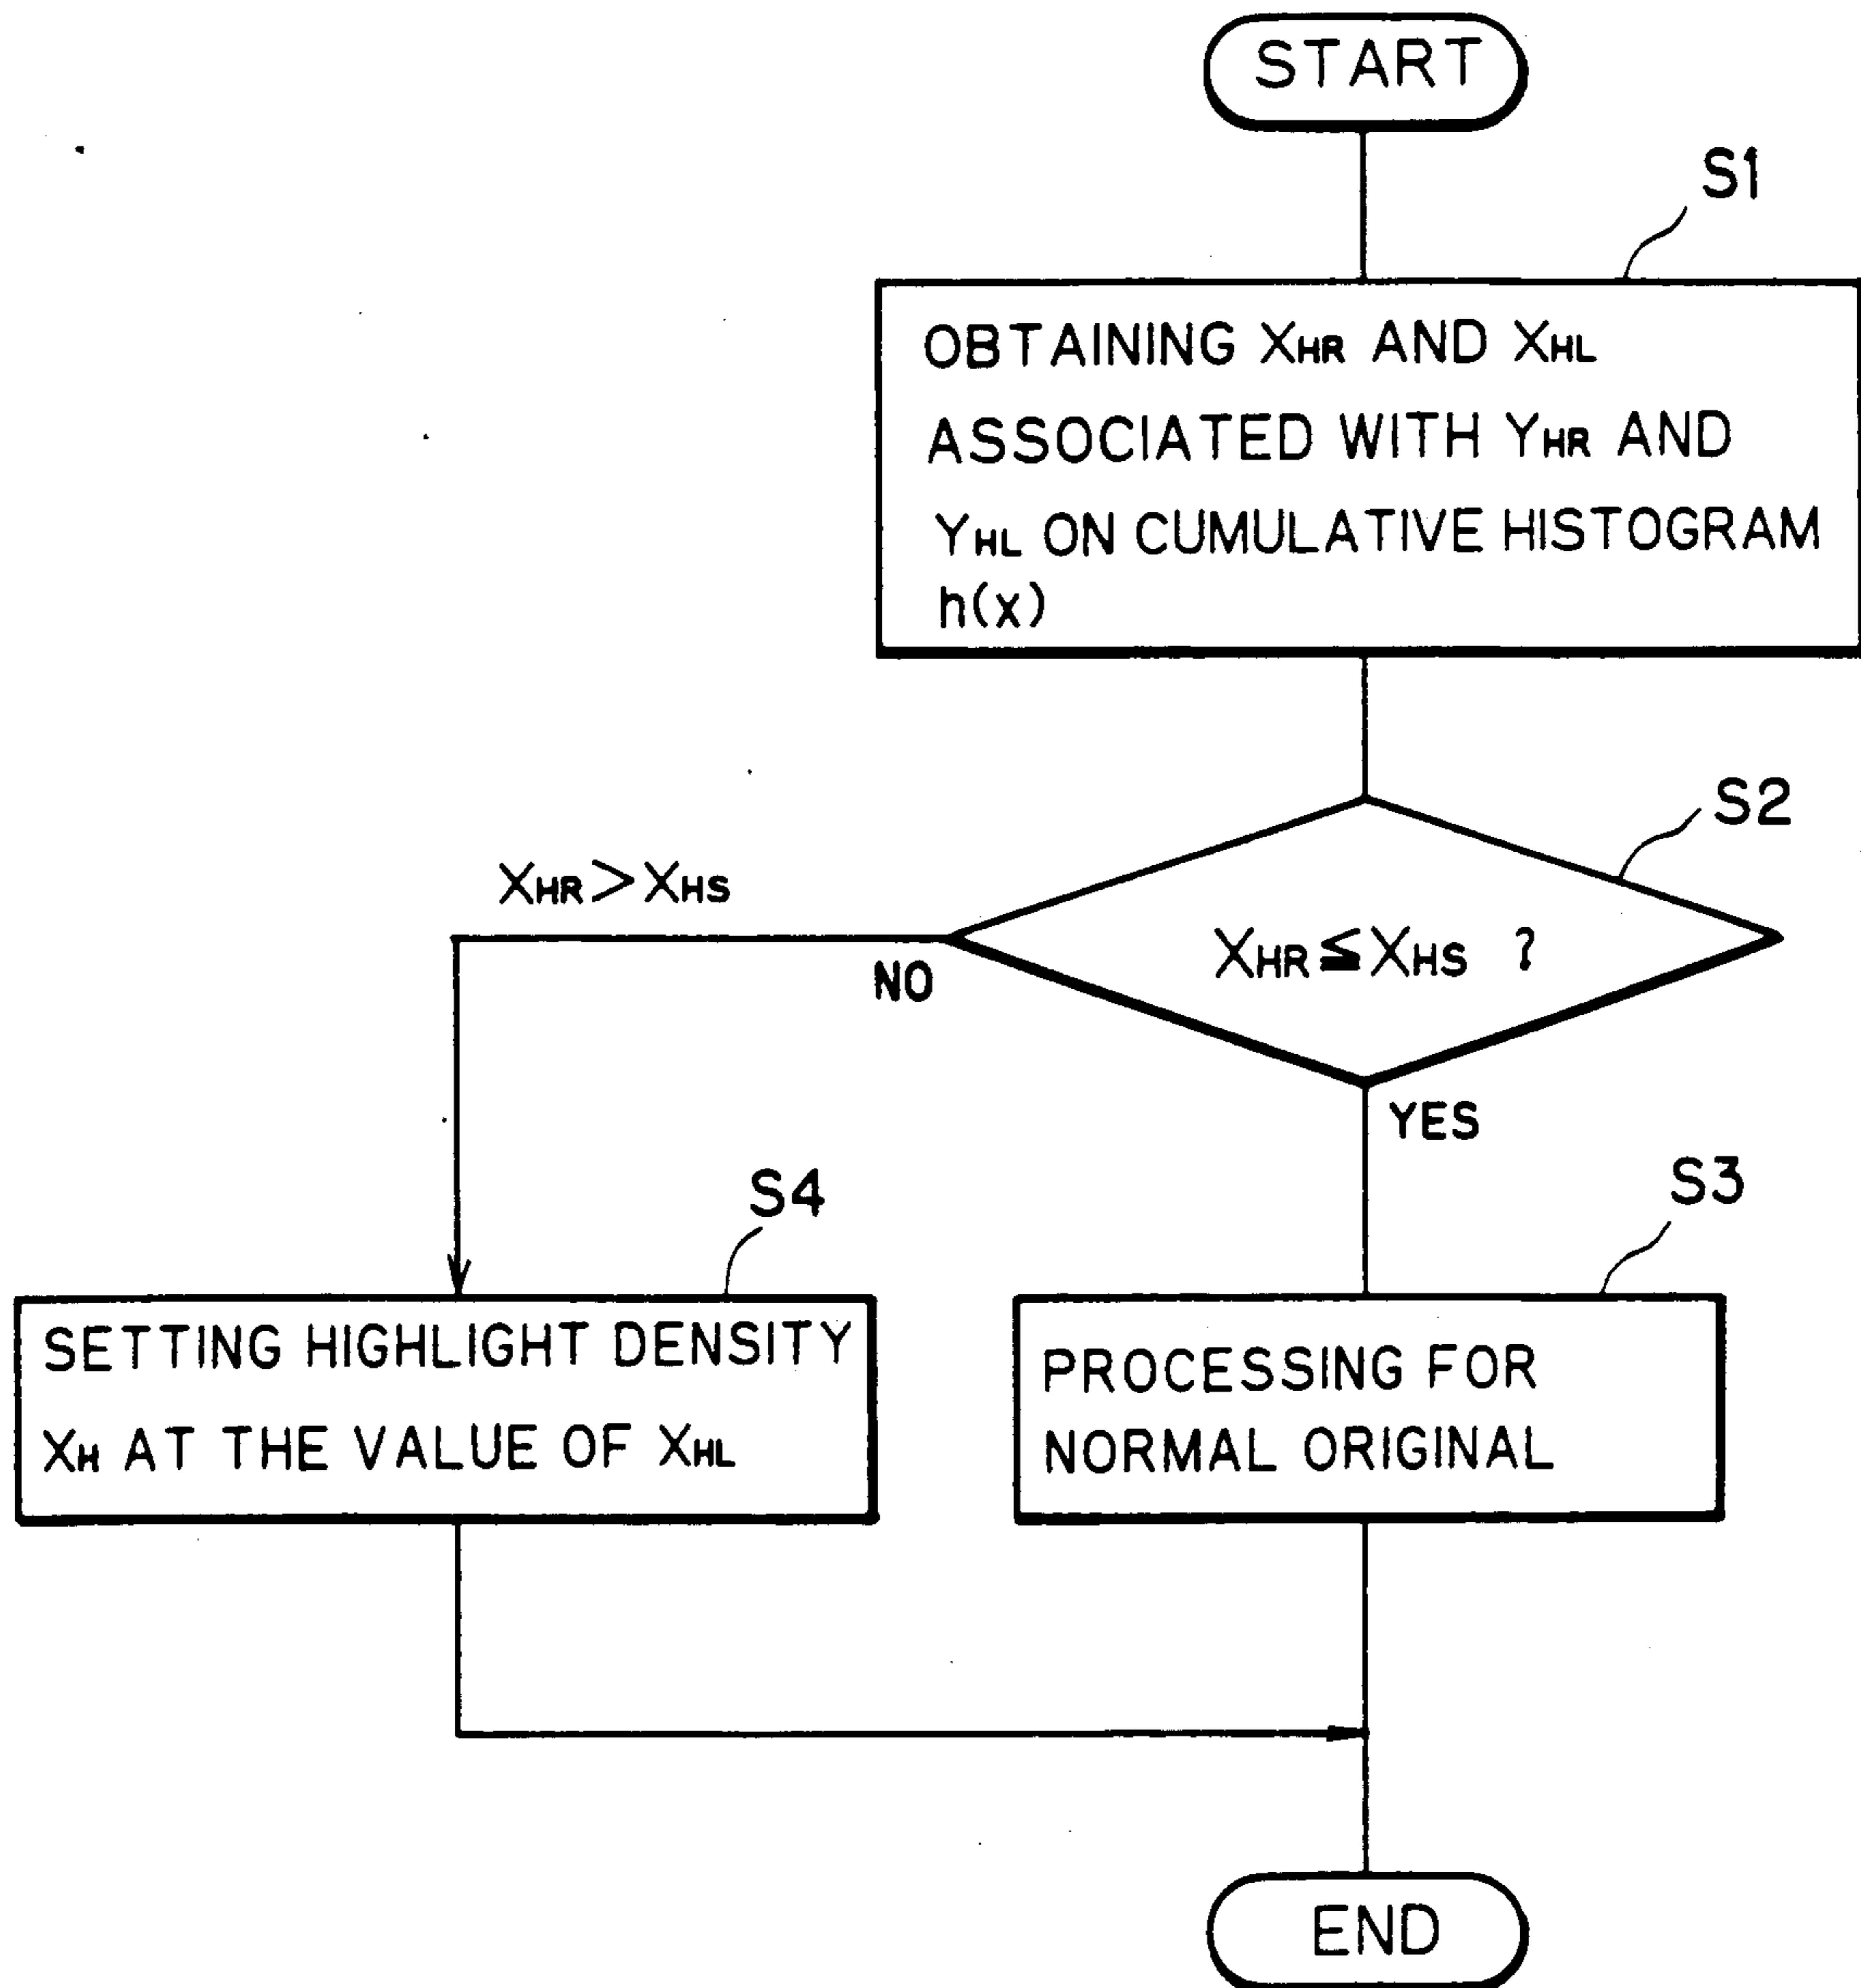 START
S1
OBTAINING XHR AND XHL
ASSOCIATED WITH YHR AND
YHL ON CUMULATIVE HISTOGRAM
h(x)
S2
XHR>XHS
XHR≦XHS ?
NO
YES
S4
S3
SETTING HIGHLIGHT DENSITY
XH AT THE VALUE OF XHL
PROCESSING FOR
NORMAL ORIGINAL
END